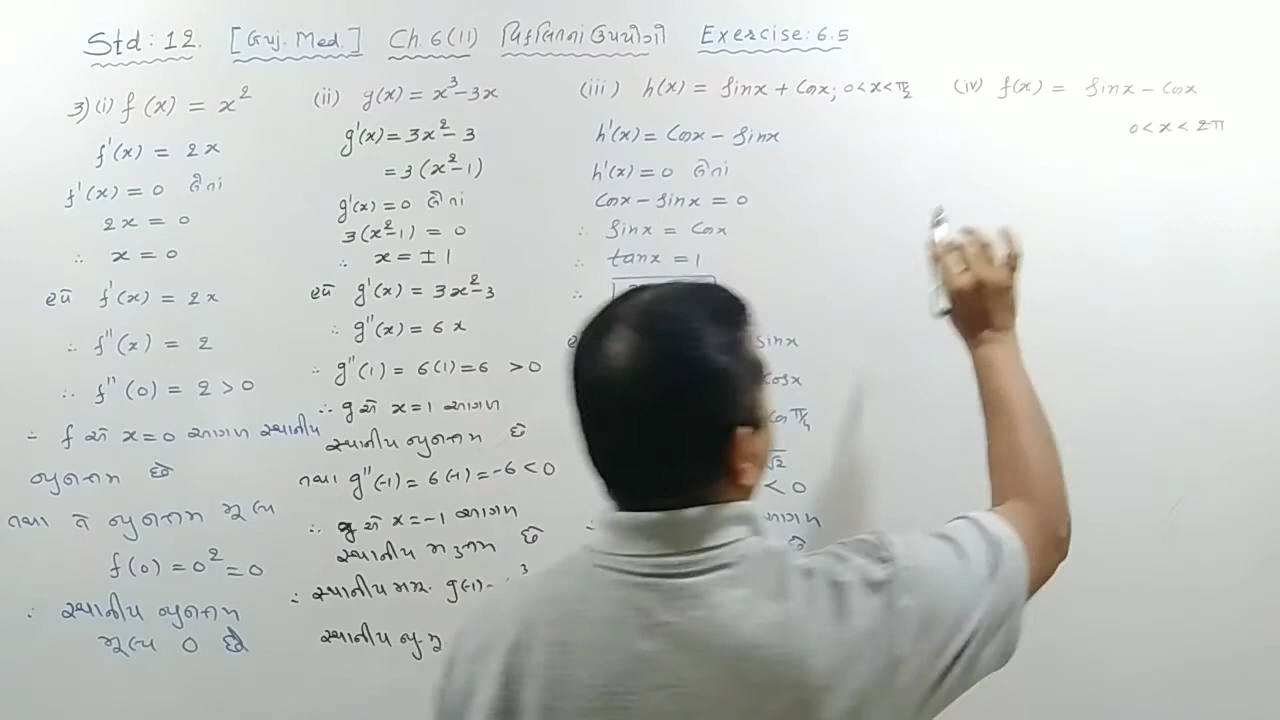 Std: 12. [Guj. Med.] Ch. 6(11) વિકલિતનાં ઉપયોગો Exercise: 6.5
3) (i) f(x) = x²
f'(x) = 2x
f'(x) = 0 લેતાં
2x = 0
∴ x = 0
હવે f'(x) = 2x
∴ f''(x) = 2
∴ f''(0) = 2 > 0
∴ f એ x=0 આગળ સ્થાનીય
ન્યુનતમ છે
તથા તે ન્યુનતમ મૂલ્ય
f(0) = 0² = 0
∴ સ્થાનીય ન્યુનતમ
મૂલ્ય 0 છે
(ii) g(x) = x³-3x
g'(x) = 3x²-3
= 3(x²-1)
g'(x) = 0 લેતાં
3(x²-1) = 0
∴ x = ±1
હવે g'(x) = 3x²-3
∴ g''(x) = 6x
∴ g''(1) = 6(1) = 6 > 0
∴ g એ x=1 આગળ
સ્થાનીય ન્યુનતમ છે
તથા g''(-1) = 6(-1) = -6 < 0
∴ g એ x=-1 આગળ
સ્થાનીય મહત્તમ છે
∴ સ્થાનીય મહ. g(-1) = 3
સ્થાનીય ન્યુ. મૂ
(iii) h(x) = sinx + cosx; 0<x<π/2
h'(x) = cosx - sinx
h'(x) = 0 લેતાં
cosx - sinx = 0
∴ sinx = cosx
∴ tanx = 1
∴
sinx
cosx
cos π/4
√2
< 0
∴ આગળ
છે
(iv) f(x) = sinx - cosx
0 < x < 2π